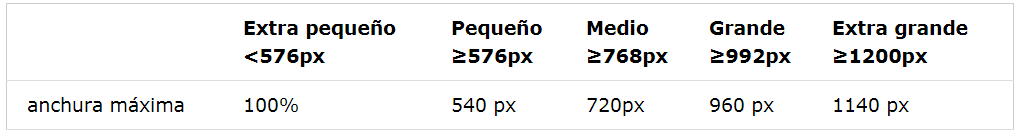 Extra pequeño Pequeño Medio Grande Extra grande
<576px ≥576px ≥768px ≥992px ≥1200px
anchura máxima 100% 540 px 720px 960 px 1140 px